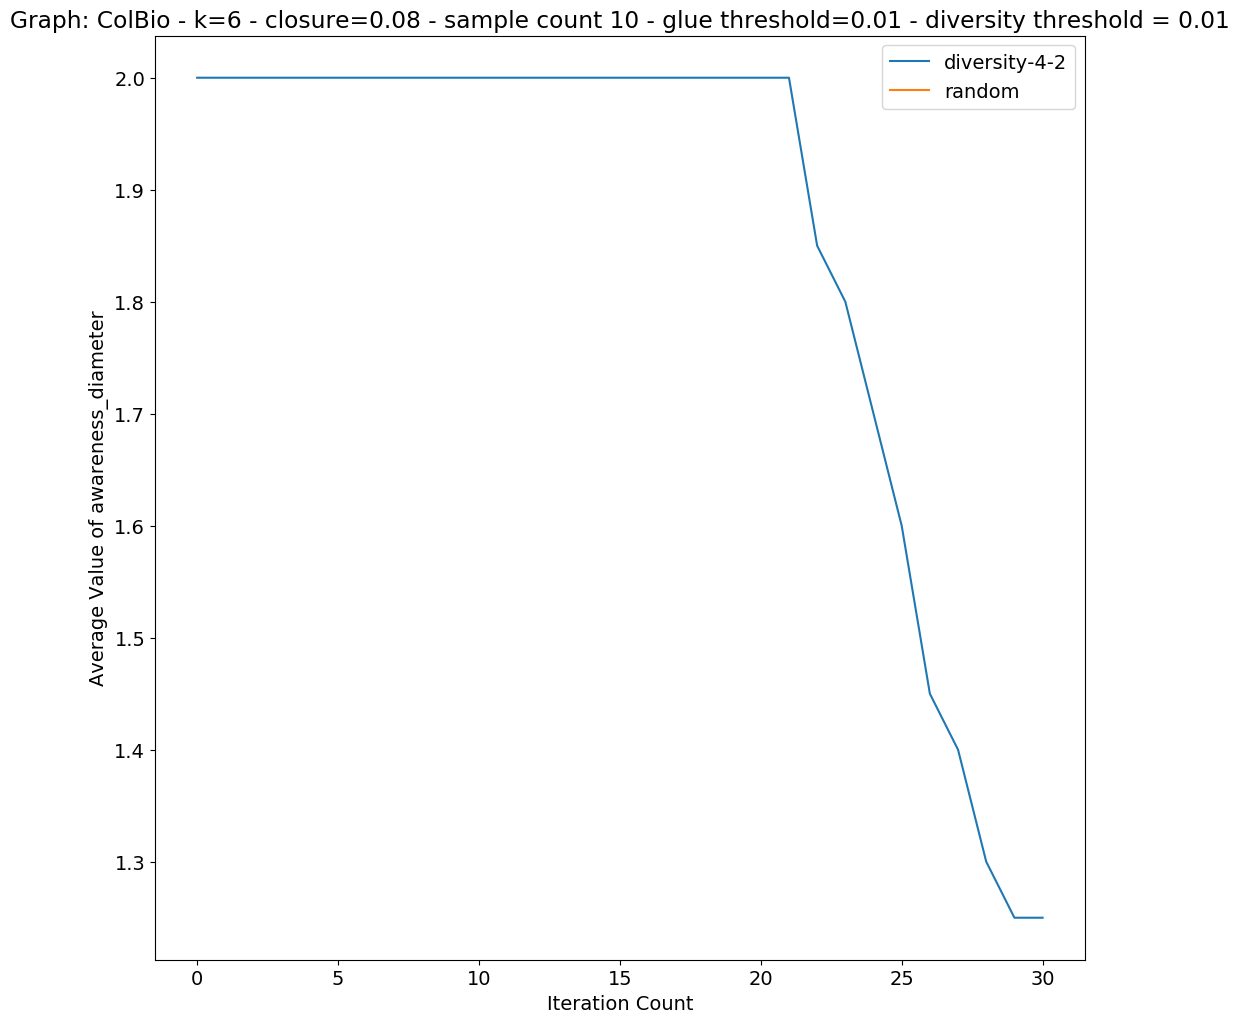 Graph: ColBio - k=6 - closure=0.08 - sample count 10 - glue threshold=0.01 - diversity threshold = 0.01
diversity-4-2
random
2.0
1.9
1.8
1.7
1.6
1.5
1.4
1.3
Average Value of awareness_diameter
0 5 10 15 20 25 30
Iteration Count